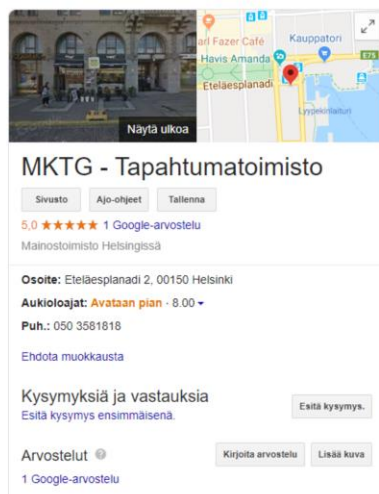 Näytä ulkoa
arl Fazer Café
Kauppatori
Havis Amanda
E75
Eteläesplanadi
Lyypekinlaituri
MKTG - Tapahtumatoimisto
Sivusto Ajo-ohjeet Tallenna
5,0 ★★★★★ 1 Google-arvostelu
Mainostoimisto Helsingissä
Osoite: Eteläesplanadi 2, 00150 Helsinki
Aukioloajat: Avataan pian · 8.00
Puh.: 050 3581818
Ehdota muokkausta
Kysymyksiä ja vastauksia
Esitä kysymys ensimmäisenä.
Esitä kysymys.
Arvostelut
Kirjoita arvostelu Lisää kuva
1 Google-arvostelu